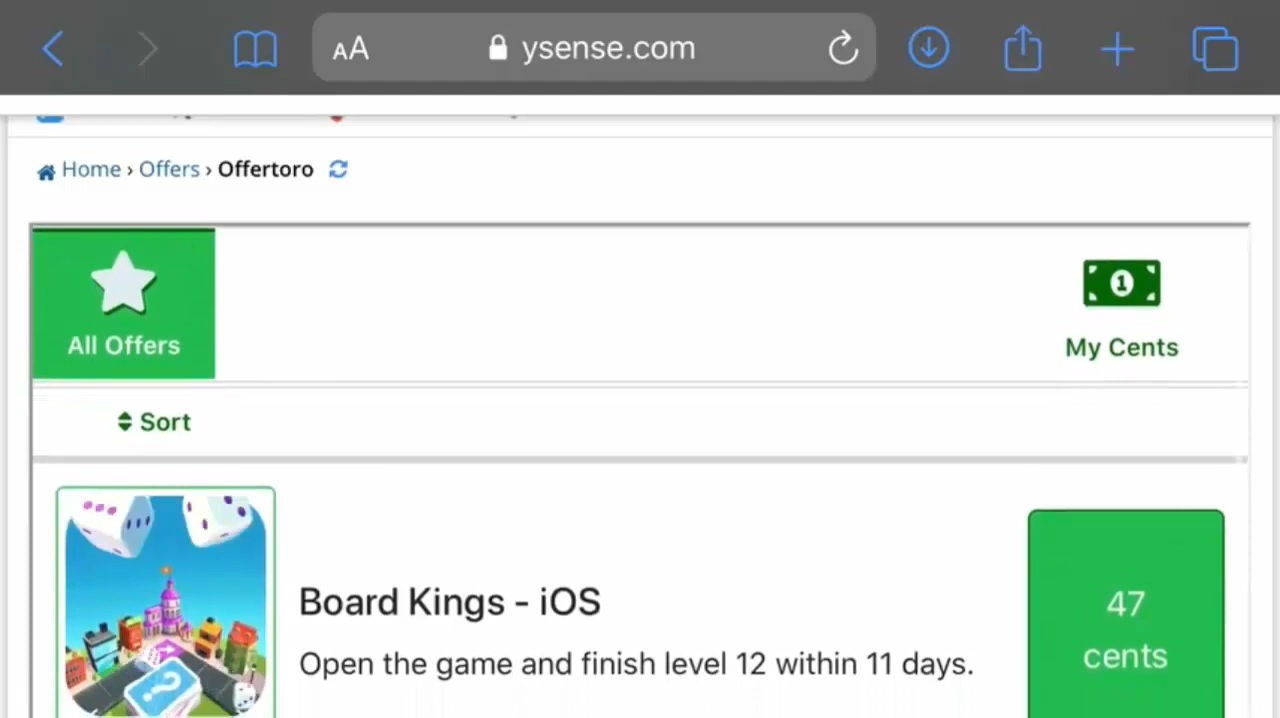 AA ysense.com
Home › Offers › Offertoro
1
All Offers
My Cents
Sort
Board Kings - iOS
Open the game and finish level 12 within 11 days.
47
cents
?